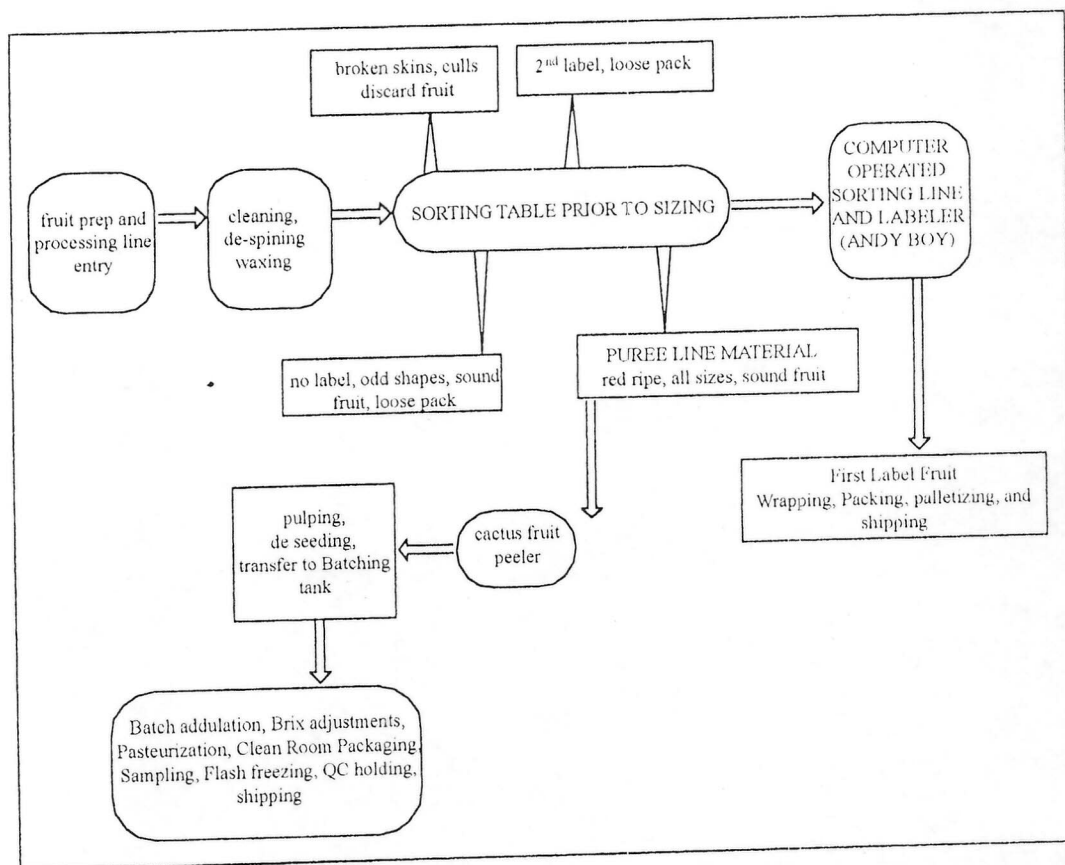 broken skins, culls
discard fruit
2nd label, loose pack
fruit prep and
processing line
entry
cleaning,
de-spining
waxing
SORTING TABLE PRIOR TO SIZING
COMPUTER
OPERATED
SORTING LINE
AND LABELER
(ANDY BOY)
no label, odd shapes, sound
fruit, loose pack
PUREE LINE MATERIAL
red ripe, all sizes, sound fruit
First Label Fruit
Wrapping, Packing, palletizing, and
shipping
cactus fruit
peeler
pulping,
de seeding,
transfer to Batching
tank
Batch addulation, Brix adjustments,
Pasteurization, Clean Room Packaging,
Sampling, Flash freezing, QC holding,
shipping